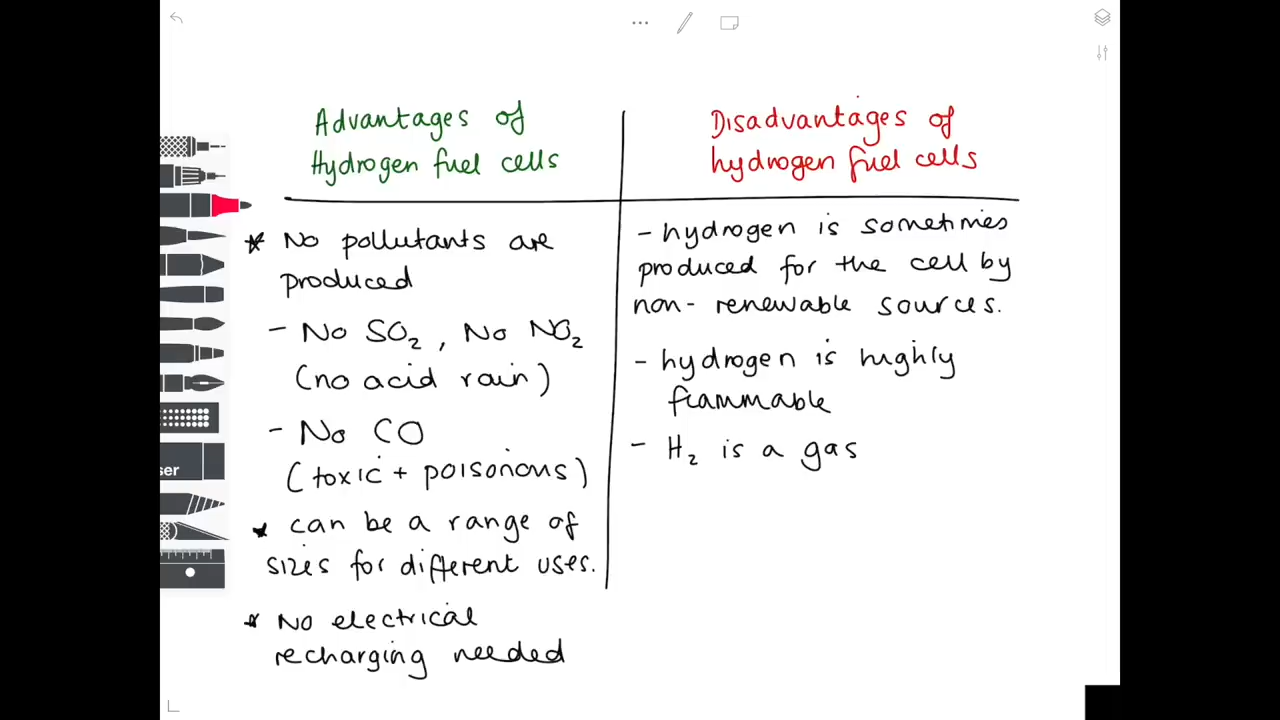 Advantages of
Hydrogen fuel cells
* No pollutants are
produced
- No SO₂, No NO₂
(no acid rain)
- No CO
(toxic + poisonous)
* can be a range of
sizes for different uses.
* No electrical
recharging needed
Disadvantages of
hydrogen fuel cells
- hydrogen is sometimies
produced for the cell by
non-renewable sources.
- hydrogen is highly
flammable
- H₂ is a gas
ser